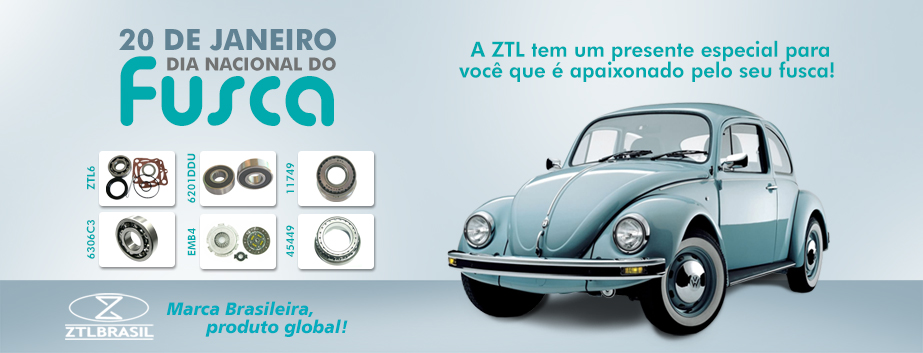 20 DE JANEIRO
DIA NACIONAL DO
Fusca
A ZTL tem um presente especial para
você que é apaixonado pelo seu fusca!
ZTL6
6201DDU
11749
6306C3
EMB4
45449
ZTLBRASIL
Marca Brasileira,
produto global!